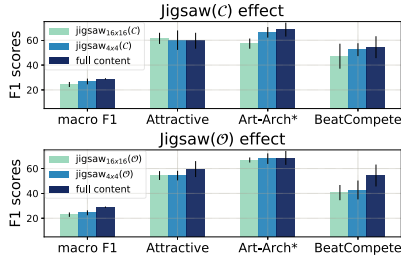 Jigsaw(𝒞) effect
F1 scores
60
40
20
jigsaw16x16(𝒞)
jigsaw4x4(𝒞)
full content
macro F1 Attractive Art-Arch* BeatCompete
Jigsaw(𝒪) effect
F1 scores
60
40
20
jigsaw16x16(𝒪)
jigsaw4x4(𝒪)
full content
macro F1 Attractive Art-Arch* BeatCompete